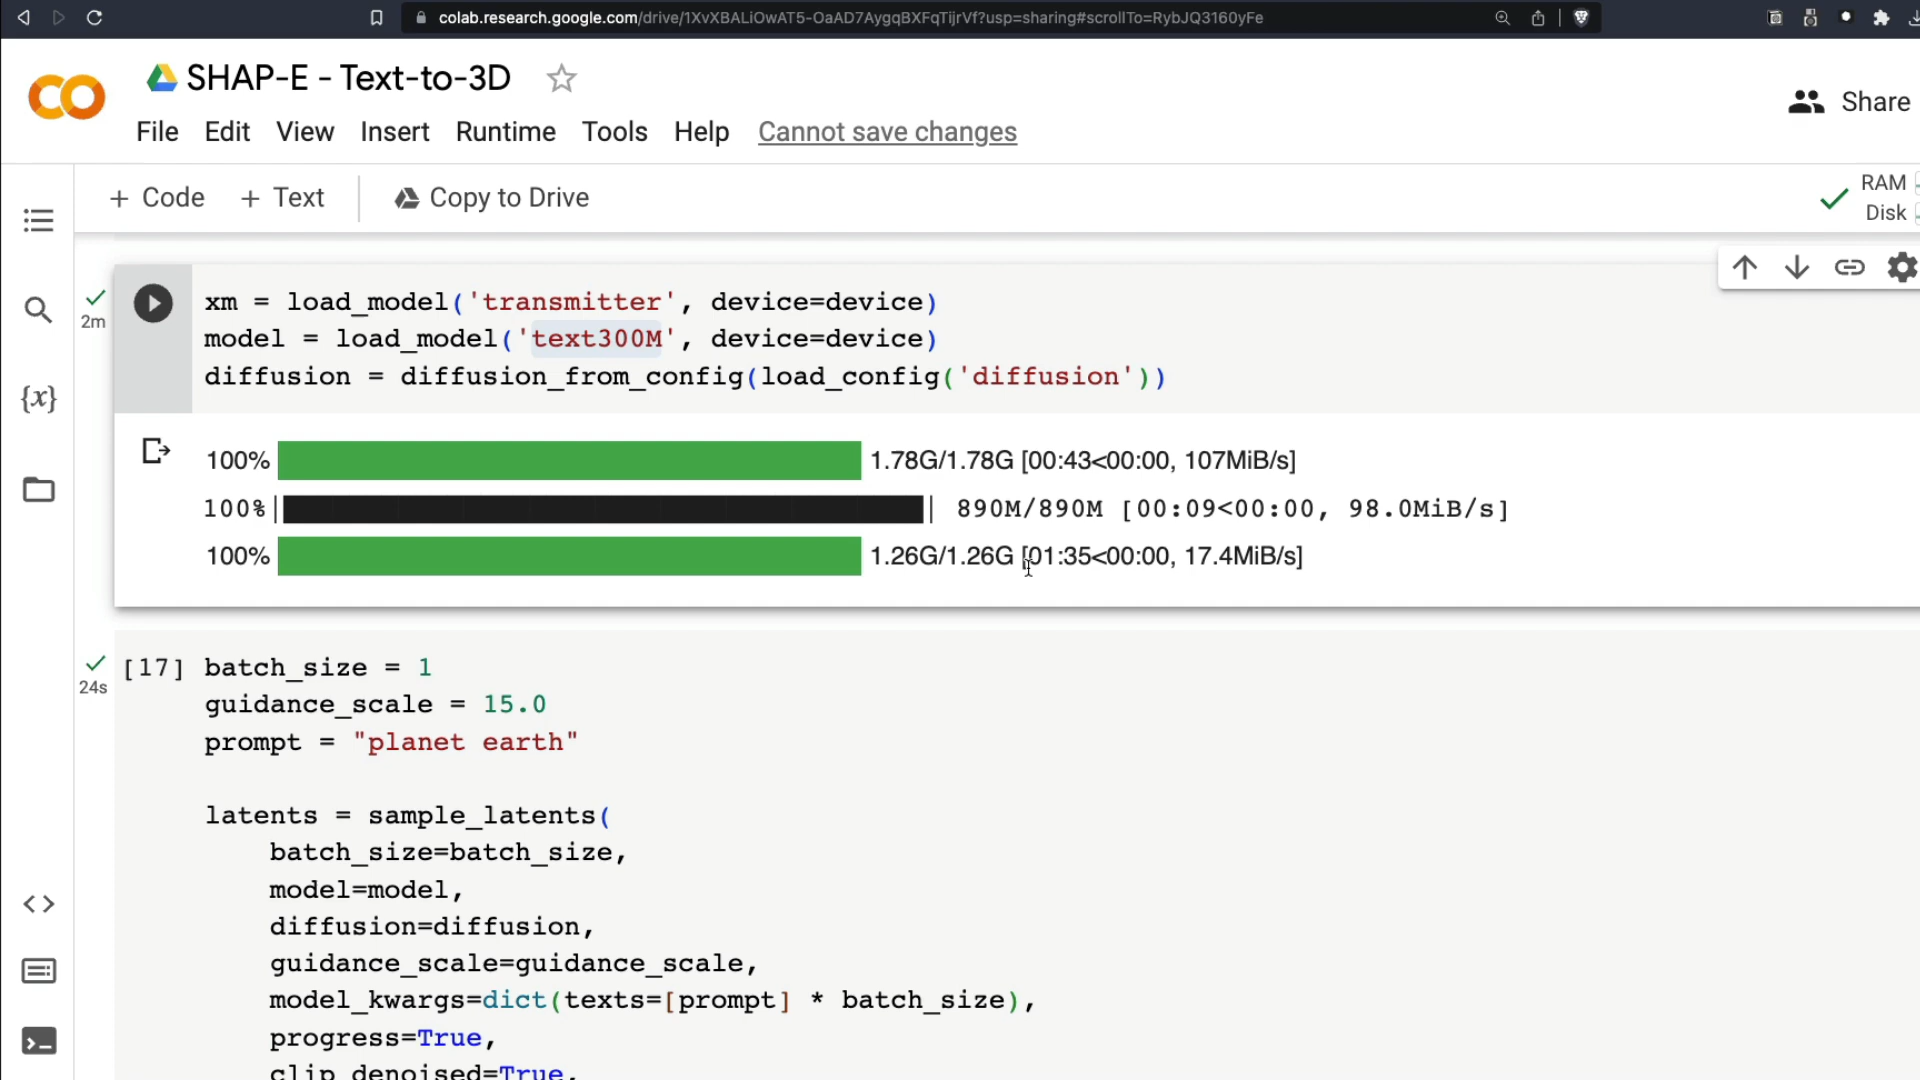 colab.research.google.com/drive/1XvXBALiOwAT5-OaAD7AygqBXFqTijrVf?usp=sharing#scrollTo=RybJQ3160yFe
SHAP-E - Text-to-3D
File Edit View Insert Runtime Tools Help Cannot save changes
Share
+ Code + Text Copy to Drive
RAM
Disk
2m
xm = load_model('transmitter', device=device)
model = load_model('text300M', device=device)
diffusion = diffusion_from_config(load_config('diffusion'))
100% 1.78G/1.78G [00:43<00:00, 107MiB/s]
100%| | 890M/890M [00:09<00:00, 98.0MiB/s]
100% 1.26G/1.26G [01:35<00:00, 17.4MiB/s]
24s
[17] batch_size = 1
guidance_scale = 15.0
prompt = "planet earth"
latents = sample_latents(
batch_size=batch_size,
model=model,
diffusion=diffusion,
guidance_scale=guidance_scale,
model_kwargs=dict(texts=[prompt] * batch_size),
progress=True,
clip_denoised=True,